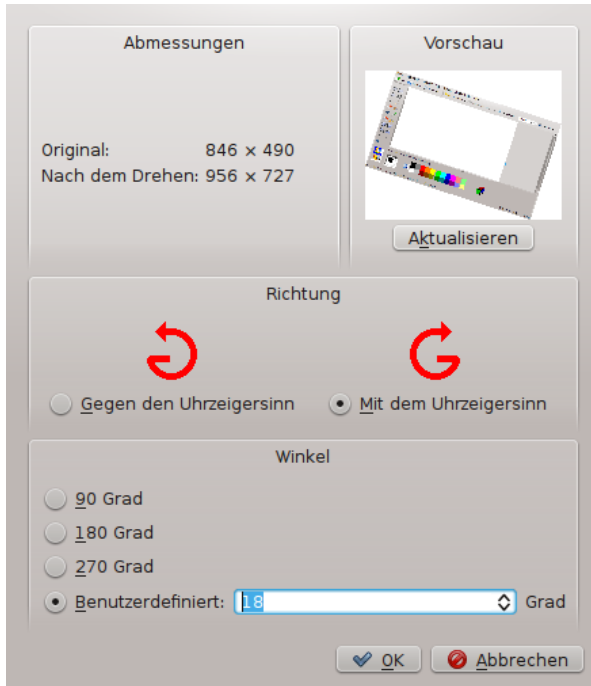 Abmessungen
Original: 846 × 490
Nach dem Drehen: 956 × 727
Vorschau
Aktualisieren
Richtung
Gegen den Uhrzeigersinn
Mit dem Uhrzeigersinn
Winkel
90 Grad
180 Grad
270 Grad
Benutzerdefiniert: 18 Grad
OK
Abbrechen